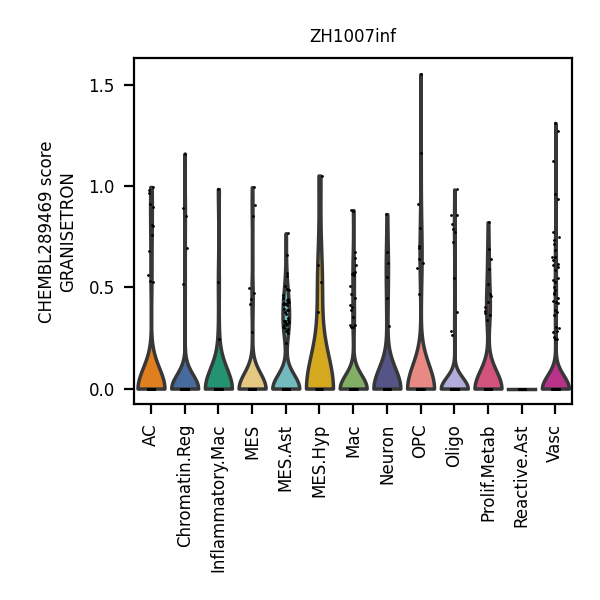 ZH1007inf
CHEMBL289469 score
GRANISETRON
1.5
1.0
0.5
0.0
AC
Chromatin.Reg
Inflammatory.Mac
MES
MES.Ast
MES.Hyp
Mac
Neuron
OPC
Oligo
Prolif.Metab
Reactive.Ast
Vasc